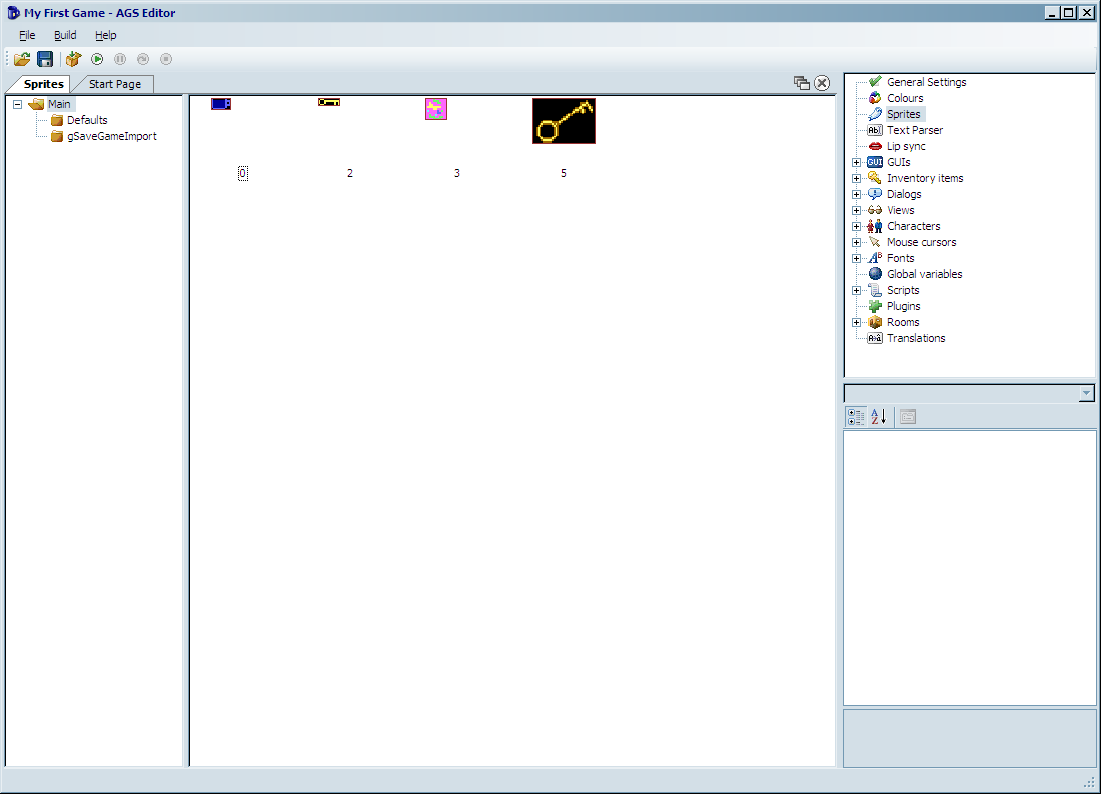 My First Game - AGS Editor
File Build Help
Sprites Start Page
Main
Defaults
gSaveGameImport
0 2 3 5
General Settings
Colours
Sprites
Ab Text Parser
Lip sync
GUI GUIs
Inventory items
Dialogs
Views
Characters
Mouse cursors
Fonts
Global variables
Scripts
Plugins
Rooms
Translations
A Z